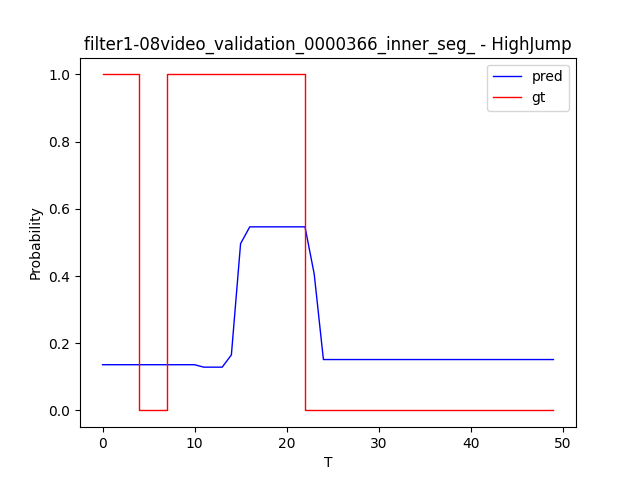 filter1-08video_validation_0000366_inner_seg_ - HighJump
pred
gt
1.0
0.8
0.6
0.4
0.2
0.0
Probability
0 10 20 30 40 50
T